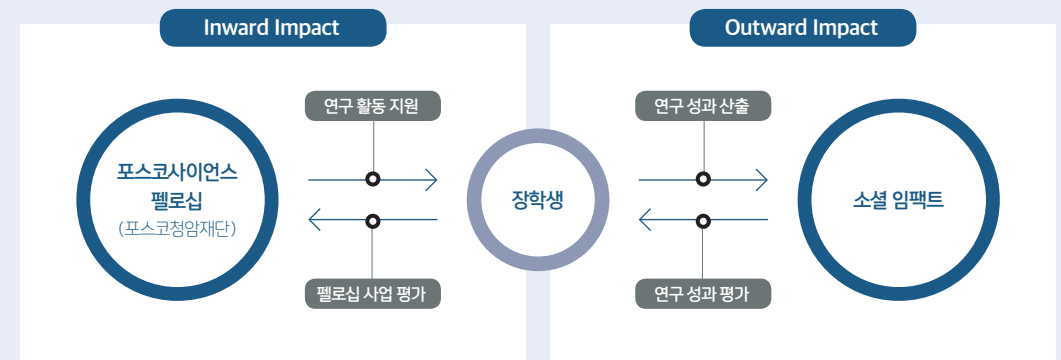 Inward Impact
Outward Impact
연구 활동 지원
연구 성과 산출
포스코사이언스
펠로십
(포스코청암재단)
장학생
소셜 임팩트
펠로십 사업 평가
연구 성과 평가